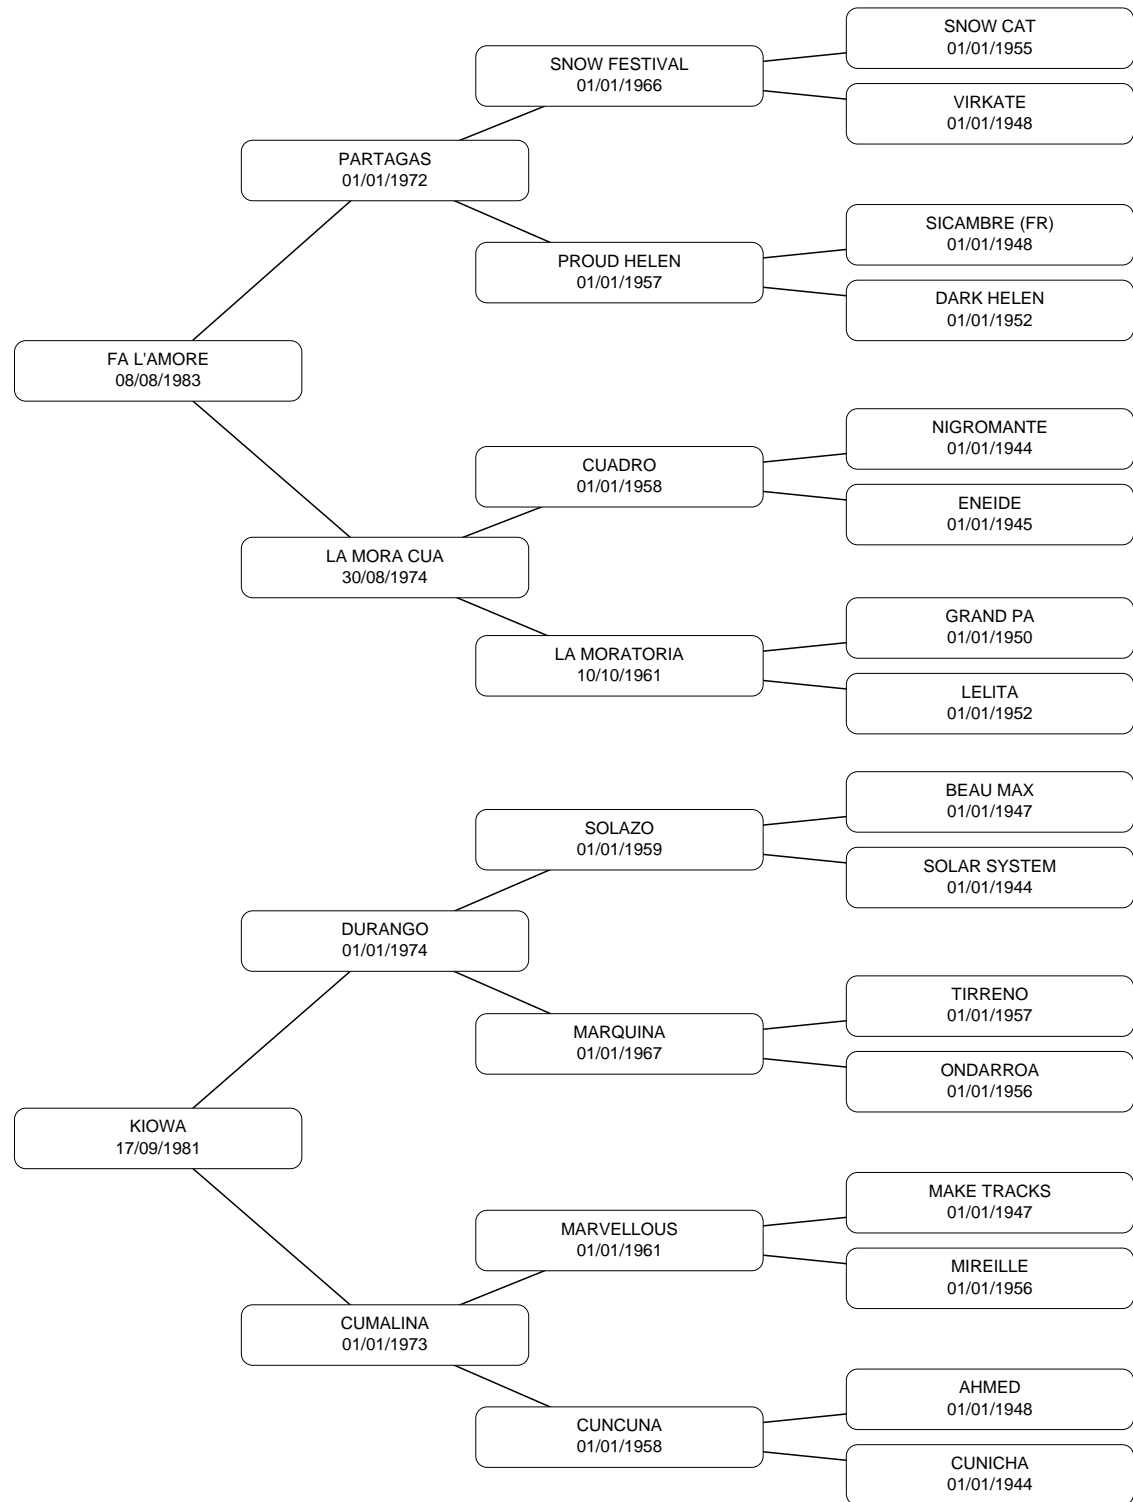 SNOW CAT
01/01/1955
SNOW FESTIVAL
01/01/1966
VIRKATE
01/01/1948
PARTAGAS
01/01/1972
SICAMBRE (FR)
01/01/1948
PROUD HELEN
01/01/1957
DARK HELEN
01/01/1952
FA L'AMORE
08/08/1983
NIGROMANTE
01/01/1944
CUADRO
01/01/1958
ENEIDE
01/01/1945
LA MORA CUA
30/08/1974
GRAND PA
01/01/1950
LA MORATORIA
10/10/1961
LELITA
01/01/1952
BEAU MAX
01/01/1947
SOLAZO
01/01/1959
SOLAR SYSTEM
01/01/1944
DURANGO
01/01/1974
TIRRENO
01/01/1957
MARQUINA
01/01/1967
ONDARROA
01/01/1956
KIOWA
17/09/1981
MAKE TRACKS
01/01/1947
MARVELLOUS
01/01/1961
MIREILLE
01/01/1956
CUMALINA
01/01/1973
AHMED
01/01/1948
CUNCUNA
01/01/1958
CUNICHA
01/01/1944